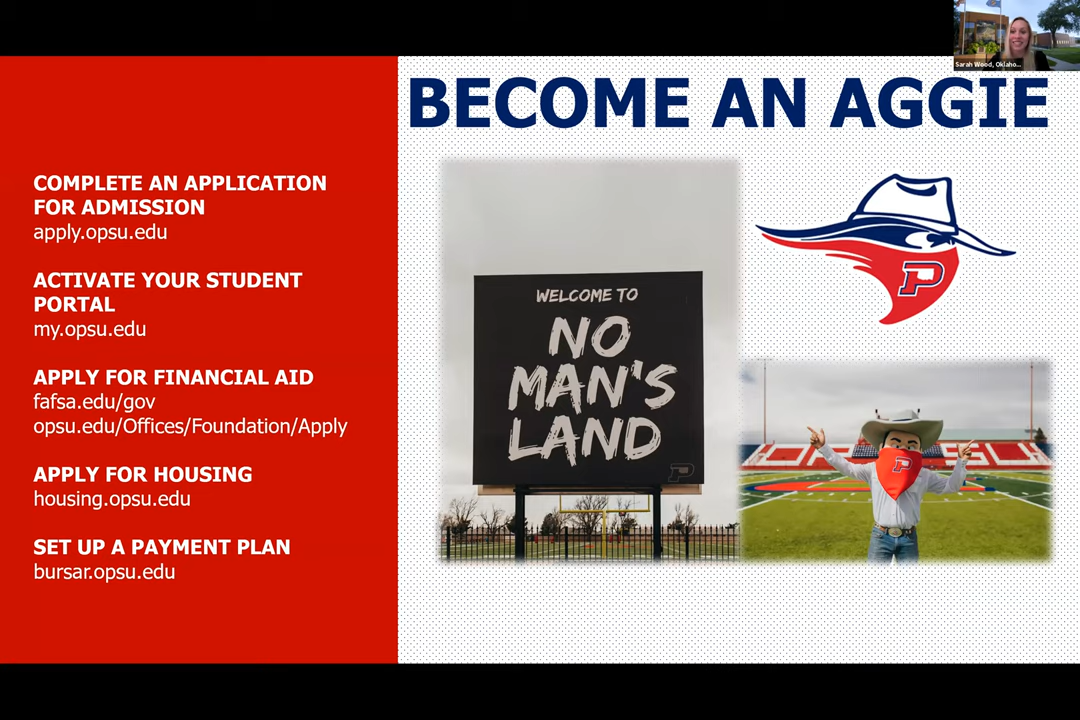 Sarah Wood, Oklaho...
BECOME AN AGGIE
COMPLETE AN APPLICATION
FOR ADMISSION
apply.opsu.edu
ACTIVATE YOUR STUDENT
PORTAL
my.opsu.edu
APPLY FOR FINANCIAL AID
fafsa.edu/gov
opsu.edu/Offices/Foundation/Apply
APPLY FOR HOUSING
housing.opsu.edu
SET UP A PAYMENT PLAN
bursar.opsu.edu
WELCOME TO
NO
MAN'S
LAND
P
P
P